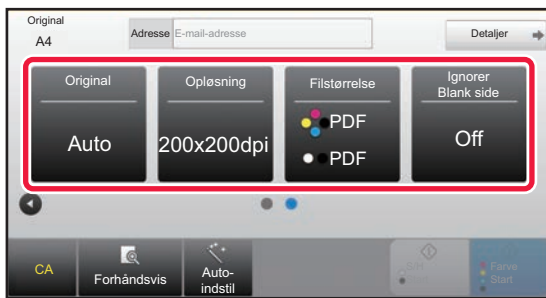 Original
A4
Adresse
E-mail-adresse
Detaljer
Original
Auto
Opløsning
200x200dpi
Filstørrelse
PDF
PDF
Ignorer
Blank side
Off
CA
Forhåndsvis
Auto-
indstil
S/H
Start
Farve
Start